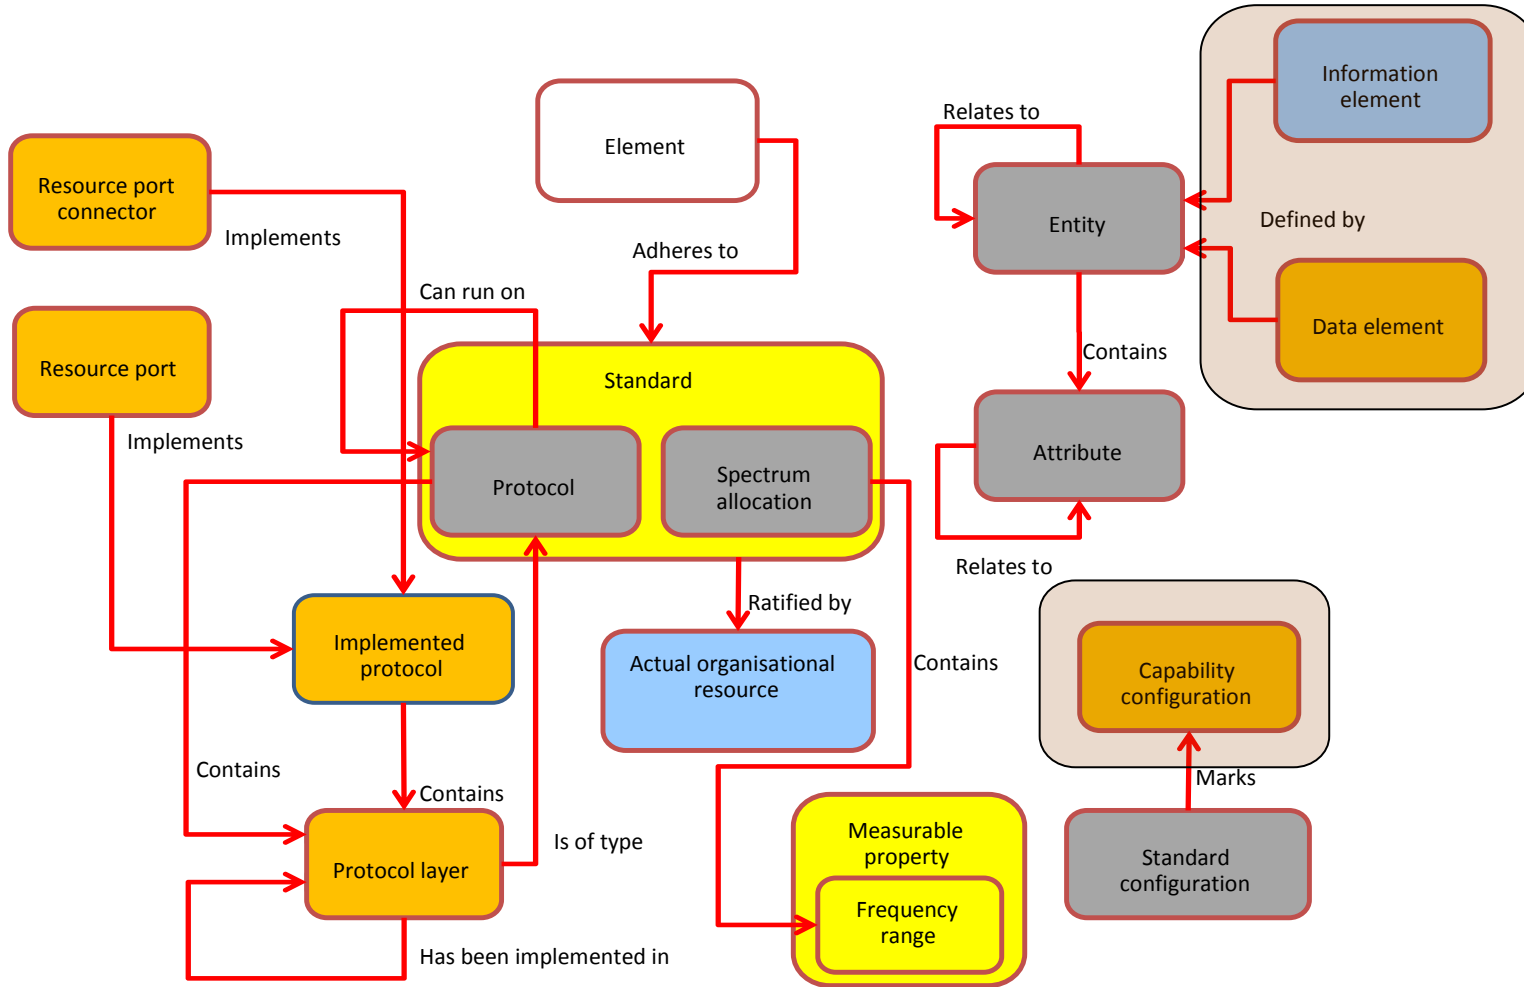 Information
element
Relates to
Element
Resource port
connector
Entity
Defined by
Implements
Adheres to
Can run on
Data element
Contains
Resource port
Standard
Implements
Attribute
Protocol
Spectrum
allocation
Relates to
Ratified by
Implemented
protocol
Actual organisational
resource
Contains
Capability
configuration
Contains
Contains
Marks
Is of type
Measurable
property
Protocol layer
Standard
configuration
Frequency
range
Has been implemented in